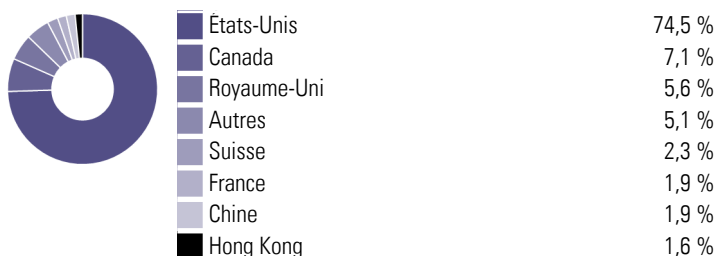 États-Unis 74,5 %
Canada 7,1 %
Royaume-Uni 5,6 %
Autres 5,1 %
Suisse 2,3 %
France 1,9 %
Chine 1,9 %
Hong Kong 1,6 %